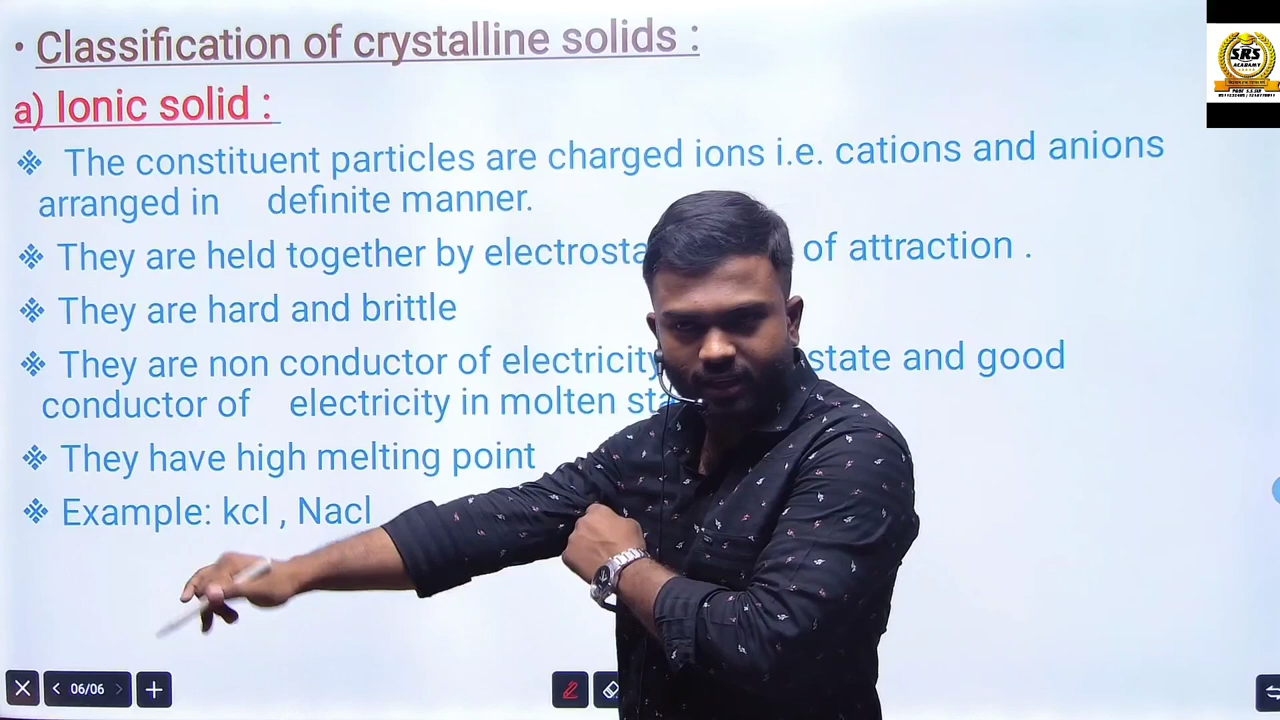 • Classification of crystalline solids :
a) Ionic solid :
❖ The constituent particles are charged ions i.e. cations and anions
arranged in definite manner.
❖ They are held together by of attraction .
❖ They are hard and brittle
❖ They are non conductor of electricity state and good
conductor of electricity in molten
❖ They have high melting point
❖ Example: kcl , Nacl
06/06
SRS
ACADAMY